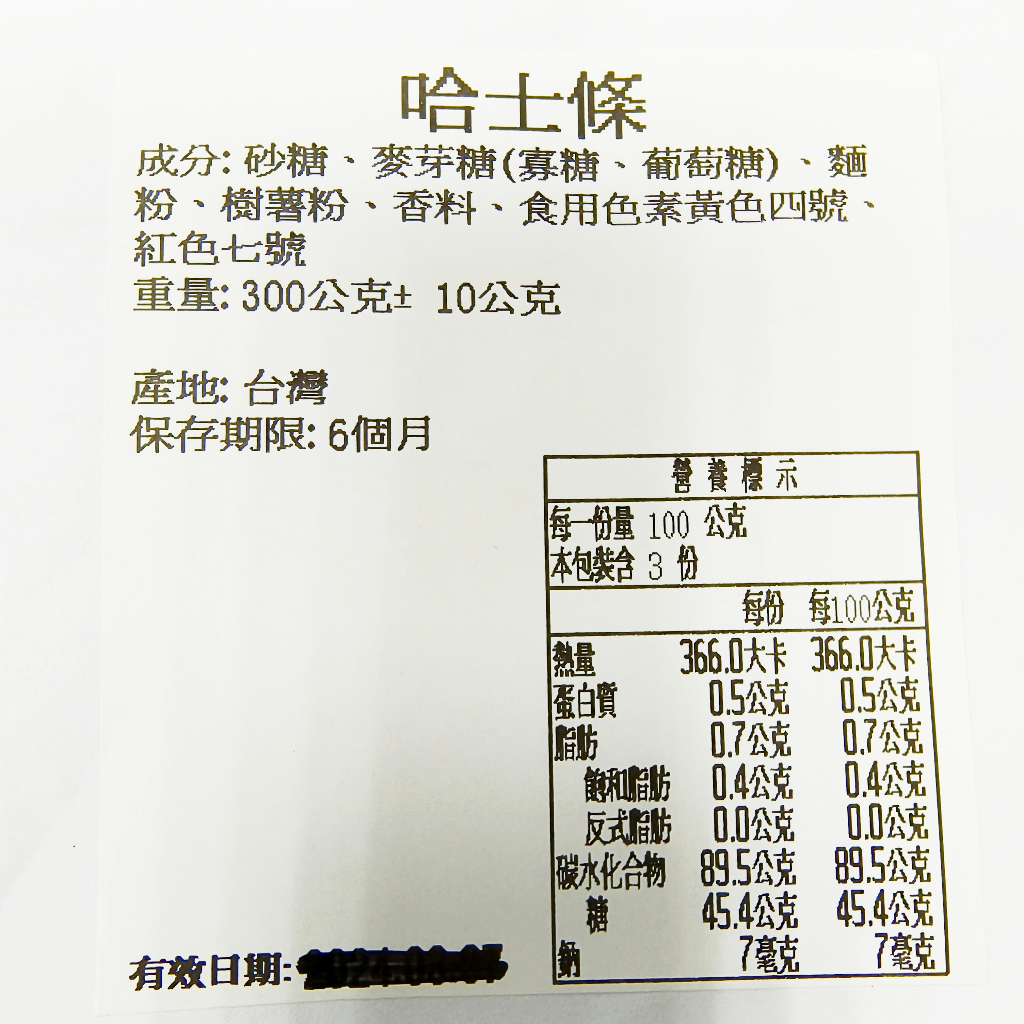 哈士條
成分: 砂糖、麥芽糖(寡糖、葡萄糖)、麵
粉、樹薯粉、香料、食用色素黃色四號、
紅色七號
重量: 300公克± 10公克
產地: 台灣
保存期限: 6個月
營養標示
每一份量 100 公克
本包裝含 3 份
每份 每100公克
熱量 366.0大卡 366.0大卡
蛋白質 0.5公克 0.5公克
脂肪 0.7公克 0.7公克
飽和脂肪 0.4公克 0.4公克
反式脂肪 0.0公克 0.0公克
碳水化合物 89.5公克 89.5公克
糖 45.4公克 45.4公克
鈉 7毫克 7毫克
有效日期: